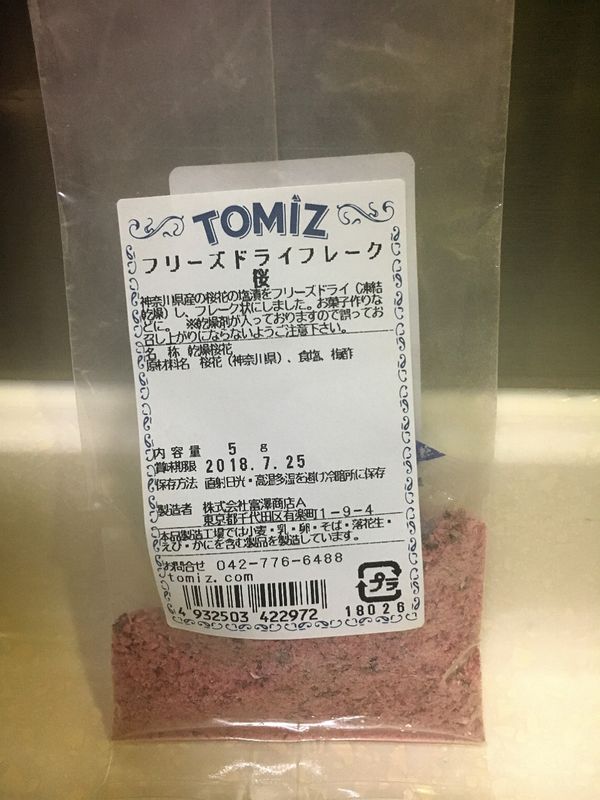 TOMIZ
フリーズドライフレーク
桜
神奈川県産の桜花の塩漬をフリーズドライ（凍結
乾燥）し、フレーク状にしました。お菓子作りな
どに。　※乾燥剤が入っておりますので誤ってお
召し上がりにならないようご注意下さい。
名　称　乾燥桜花
原材料名　桜花（神奈川県）、食塩、梅酢
内容量　5　g
賞味期限　2018.7.25
保存方法　直射日光・高湿多温を避け冷暗所に保存
製造者　株式会社富澤商店A
東京都千代田区有楽町1-9-4
本品製造工場では小麦・乳・卵・そば・落花生・
えび・かにを含む製品を製造しています。
お問合せ 042-776-6488
tomiz.com
プラ
4 932503 422972
18026